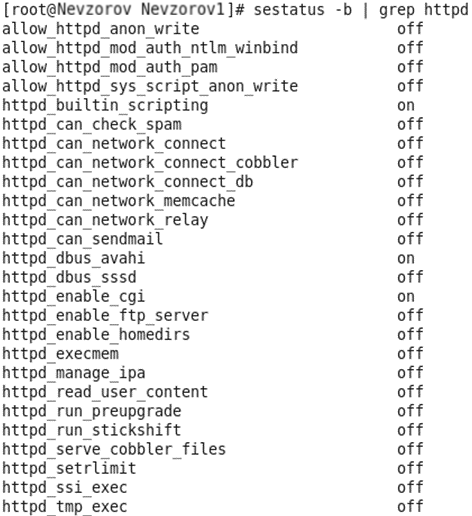 [root@Nevzorov Nevzorov1]# sestatus -b | grep httpd
allow_httpd_anon_write off
allow_httpd_mod_auth_ntlm_winbind off
allow_httpd_mod_auth_pam off
allow_httpd_sys_script_anon_write off
httpd_builtin_scripting on
httpd_can_check_spam off
httpd_can_network_connect off
httpd_can_network_connect_cobbler off
httpd_can_network_connect_db off
httpd_can_network_memcache off
httpd_can_network_relay off
httpd_can_sendmail off
httpd_dbus_avahi on
httpd_dbus_sssd off
httpd_enable_cgi on
httpd_enable_ftp_server off
httpd_enable_homedirs off
httpd_execmem off
httpd_manage_ipa off
httpd_read_user_content off
httpd_run_preupgrade off
httpd_run_stickshift off
httpd_serve_cobbler_files off
httpd_setrlimit off
httpd_ssi_exec off
httpd_tmp_exec off